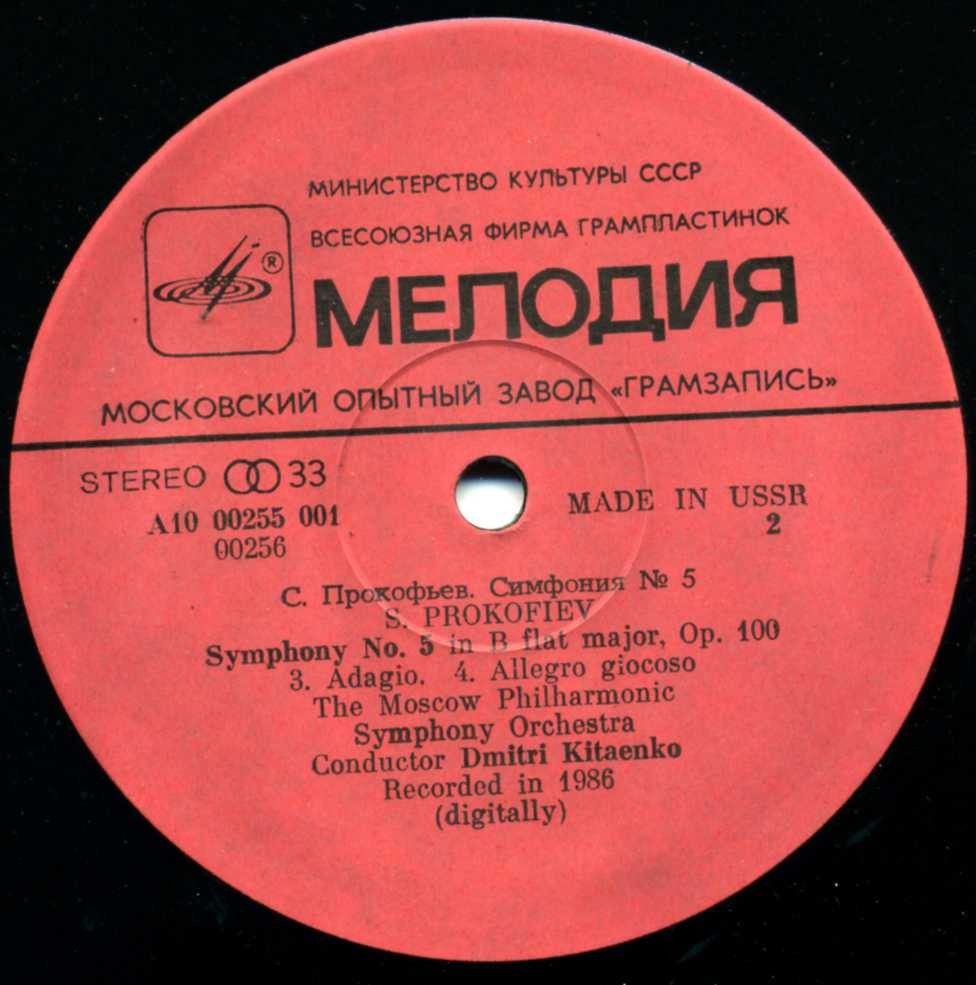 МИНИСТЕРСТВО КУЛЬТУРЫ СССР
ВСЕСОЮЗНАЯ ФИРМА ГРАМПЛАСТИНОК
®
МЕЛОДИЯ
МОСКОВСКИЙ ОПЫТНЫЙ ЗАВОД «ГРАМЗАПИСЬ»
STEREO 33
MADE IN USSR
A10 00255 001
2
00256
С. Прокофьев. Симфония № 5
S. PROKOFIEV
Symphony No. 5 in B flat major, Op. 100
3. Adagio. 4. Allegro giocoso
The Moscow Philharmonic
Symphony Orchestra
Conductor Dmitri Kitaenko
Recorded in 1986
(digitally)